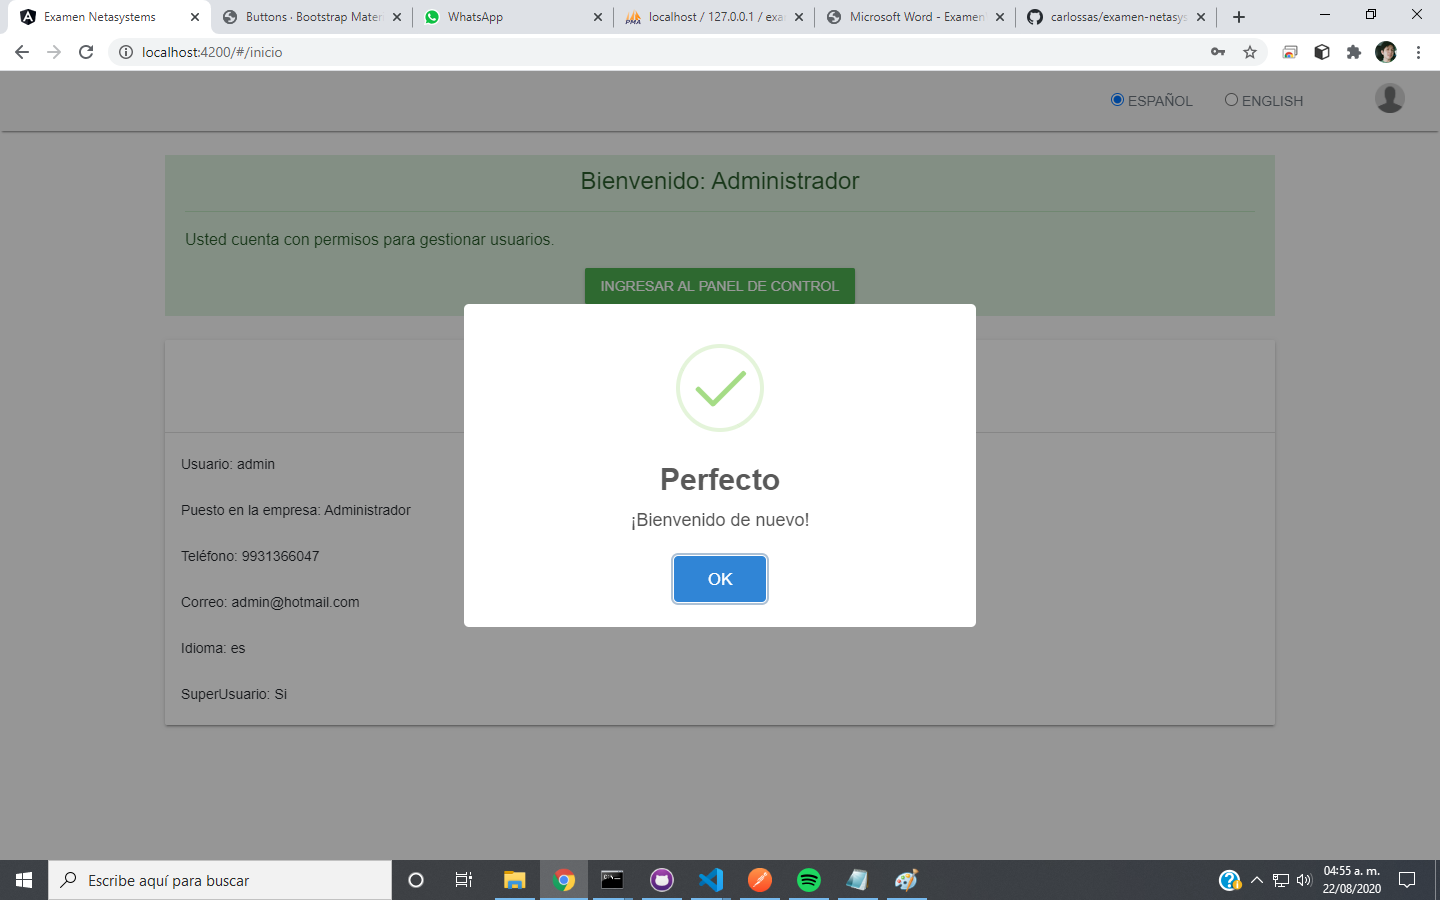 Examen Netasystems
Buttons · Bootstrap Mater
WhatsApp
localhost / 127.0.0.1 / exa
Microsoft Word - Examen
carlossas/examen-netasys
localhost:4200/#/inicio
ESPAÑOL
ENGLISH
Bienvenido: Administrador
Usted cuenta con permisos para gestionar usuarios.
INGRESAR AL PANEL DE CONTROL
Perfecto
¡Bienvenido de nuevo!
OK
Usuario: admin
Puesto en la empresa: Administrador
Teléfono: 9931366047
Correo: admin@hotmail.com
Idioma: es
SuperUsuario: Si
Escribe aquí para buscar
04:55 a. m.
22/08/2020